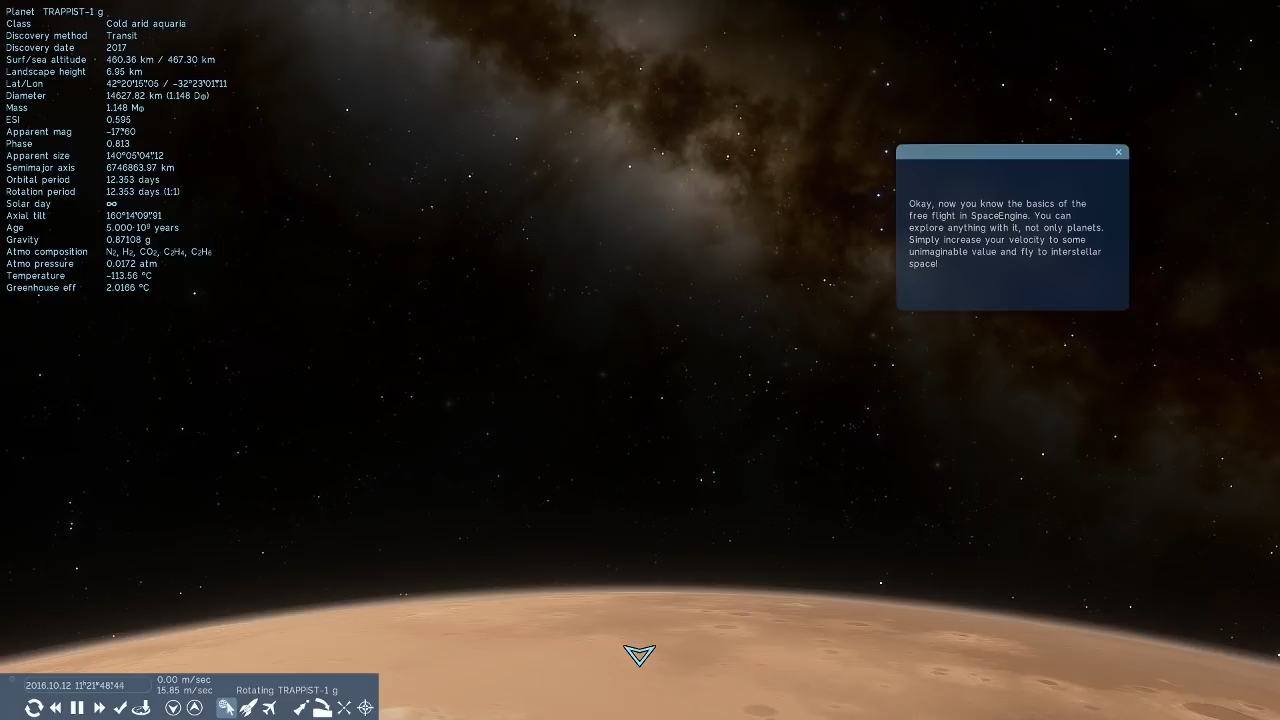 Planet TRAPPIST-1 g
Class Cold arid aquaria
Discovery method Transit
Discovery date 2017
Surf/sea altitude 460.36 km / 467.30 km
Landscape height 6.95 km
Lat/Lon 42°20'15"05 / -32°23'01"11
Diameter 14627.82 km (1.148 D⊕)
Mass 1.148 M⊕
ESI 0.595
Apparent mag -17ᵐ60
Phase 0.813
Apparent size 140°05'04"12
Semimajor axis 6746863.97 km
Orbital period 12.353 days
Rotation period 12.353 days (1:1)
Solar day ∞
Axial tilt 160°14'09"91
Age 5.000·10⁹ years
Gravity 0.87108 g
Atmo composition N₂, H₂, CO₂, C₂H₄, C₂H₆
Atmo pressure 0.0172 atm
Temperature -113.56 °C
Greenhouse eff 2.0166 °C
Okay, now you know the basics of the
free flight in SpaceEngine. You can
explore anything with it, not only planets.
Simply increase your velocity to some
unimaginable value and fly to interstellar
space!
2016.10.12 11ʰ21ᵐ48ˢ44
0.00 m/sec
15.85 m/sec
Rotating TRAPPIST-1 g